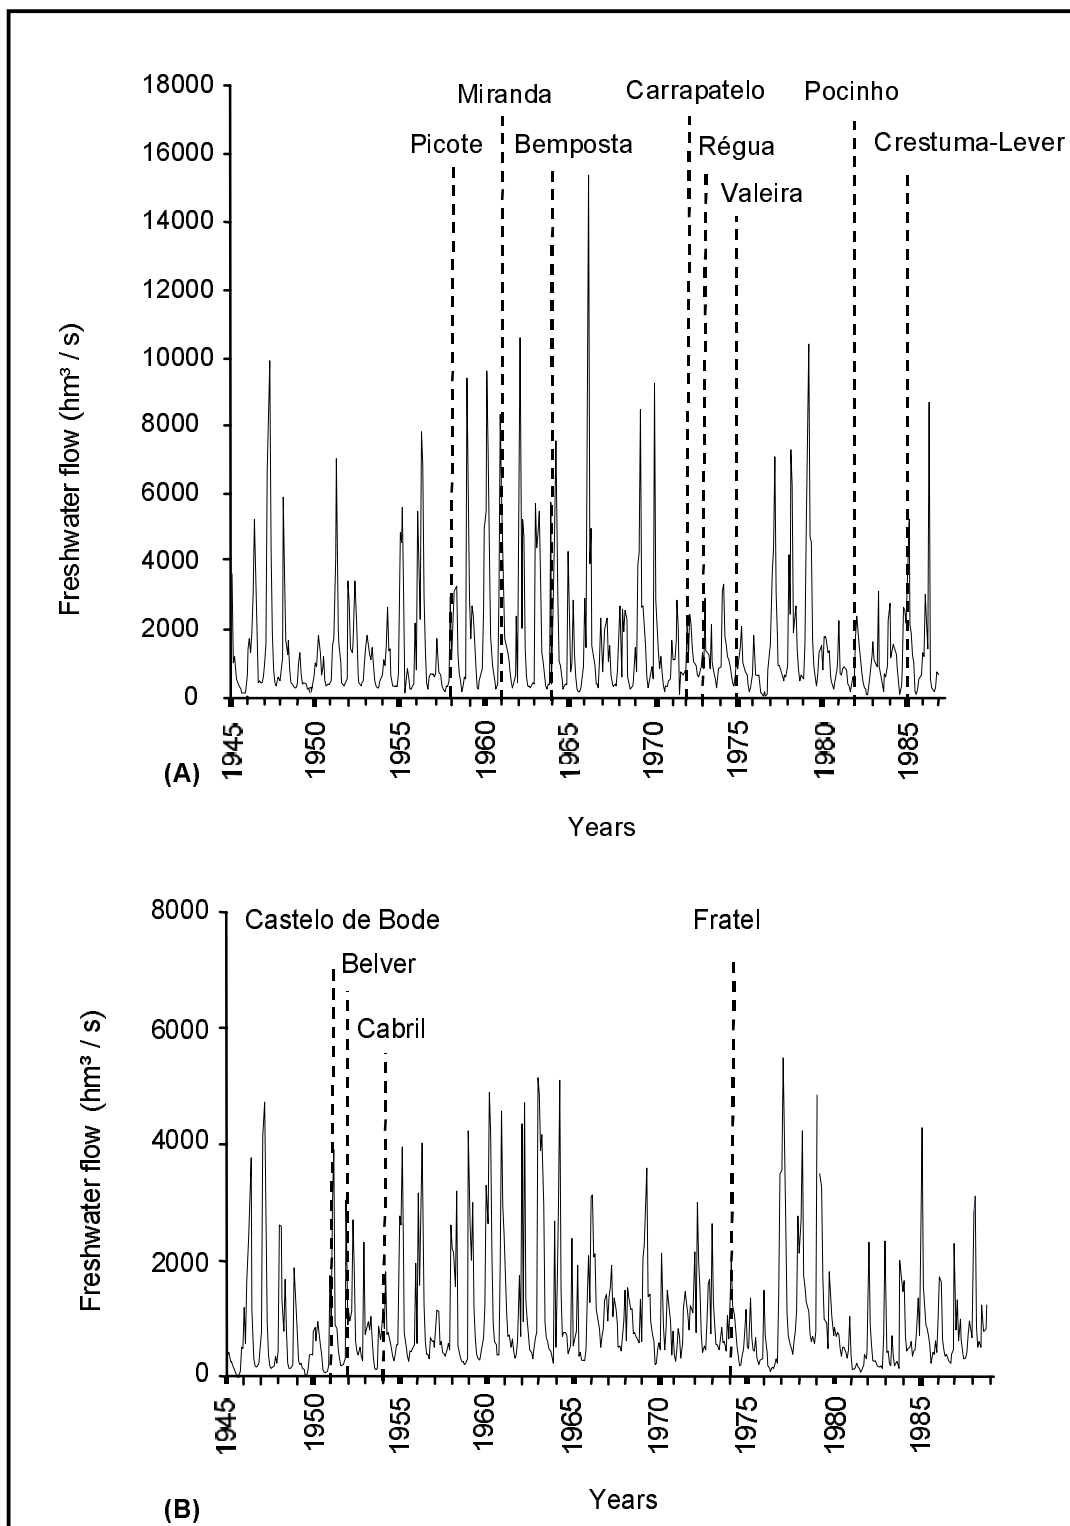 18000
Miranda
Carrapatelo
Pocinho
16000
Picote
Bemposta
Régua
Crestuma-Lever
Valeira
14000
12000
10000
8000
6000
4000
2000
0
Freshwater flow (hm³ / s)
1945
1950
1955
1960
1965
1970
1975
1980
1985
(A)
Years
8000
Castelo de Bode
Fratel
Belver
Cabril
6000
4000
2000
0
Freshwater flow (hm³ / s)
1945
1950
1955
1960
1965
1970
1975
1980
1985
Years
(B)